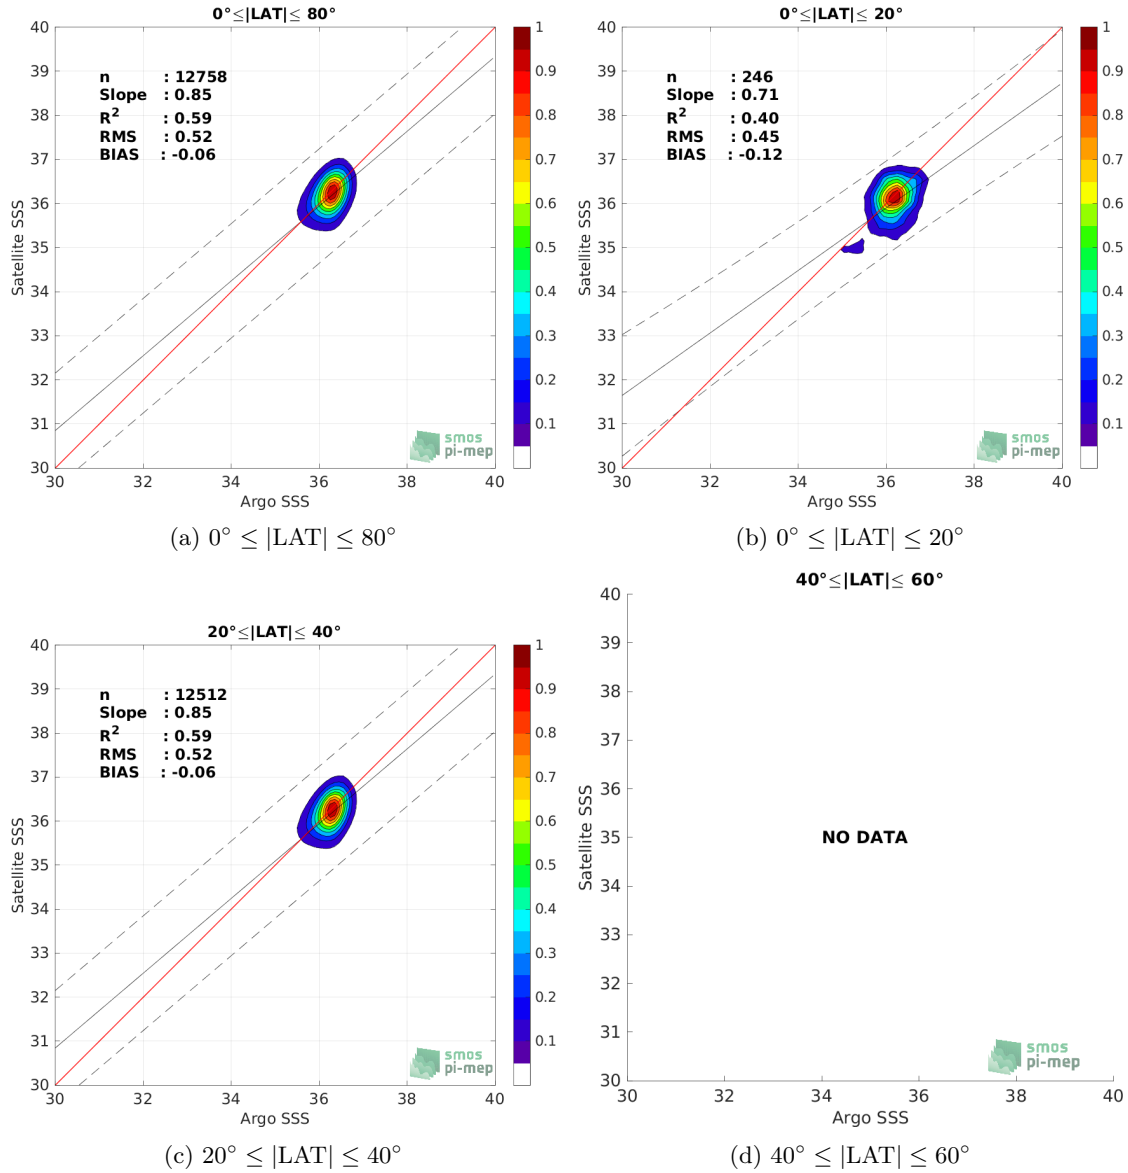 0°≤|LAT|≤ 80°
40
39
38
37
36
35
34
33
32
31
30
30 32 34 36 38 40
Satellite SSS
Argo SSS
n : 12758
Slope : 0.85
R² : 0.59
RMS : 0.52
BIAS : -0.06
1
0.9
0.8
0.7
0.6
0.5
0.4
0.3
0.2
0.1
smos
pi-mep
(a) 0° ≤ |LAT| ≤ 80°
0°≤|LAT|≤ 20°
40
39
38
37
36
35
34
33
32
31
30
30 32 34 36 38 40
Satellite SSS
Argo SSS
n : 246
Slope : 0.71
R² : 0.40
RMS : 0.45
BIAS : -0.12
1
0.9
0.8
0.7
0.6
0.5
0.4
0.3
0.2
0.1
smos
pi-mep
(b) 0° ≤ |LAT| ≤ 20°
20°≤|LAT|≤ 40°
40
39
38
37
36
35
34
33
32
31
30
30 32 34 36 38 40
Satellite SSS
Argo SSS
n : 12512
Slope : 0.85
R² : 0.59
RMS : 0.52
BIAS : -0.06
1
0.9
0.8
0.7
0.6
0.5
0.4
0.3
0.2
0.1
smos
pi-mep
(c) 20° ≤ |LAT| ≤ 40°
40°≤|LAT|≤ 60°
40
39
38
37
36
35
34
33
32
31
30
30 32 34 36 38 40
Satellite SSS
Argo SSS
NO DATA
smos
pi-mep
(d) 40° ≤ |LAT| ≤ 60°